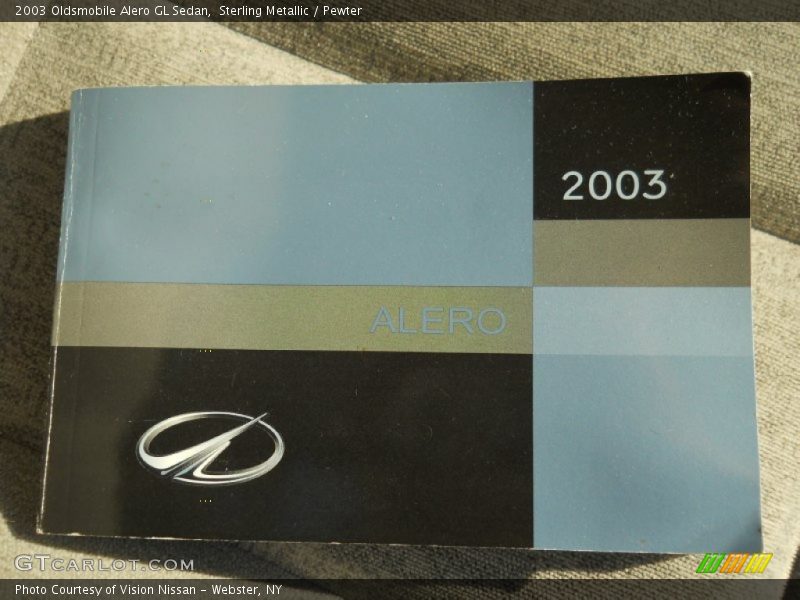 2003 Oldsmobile Alero GL Sedan,  Sterling Metallic / Pewter
2003
ALERO
GTCARLOT.COM
Photo Courtesy of Vision Nissan - Webster, NY